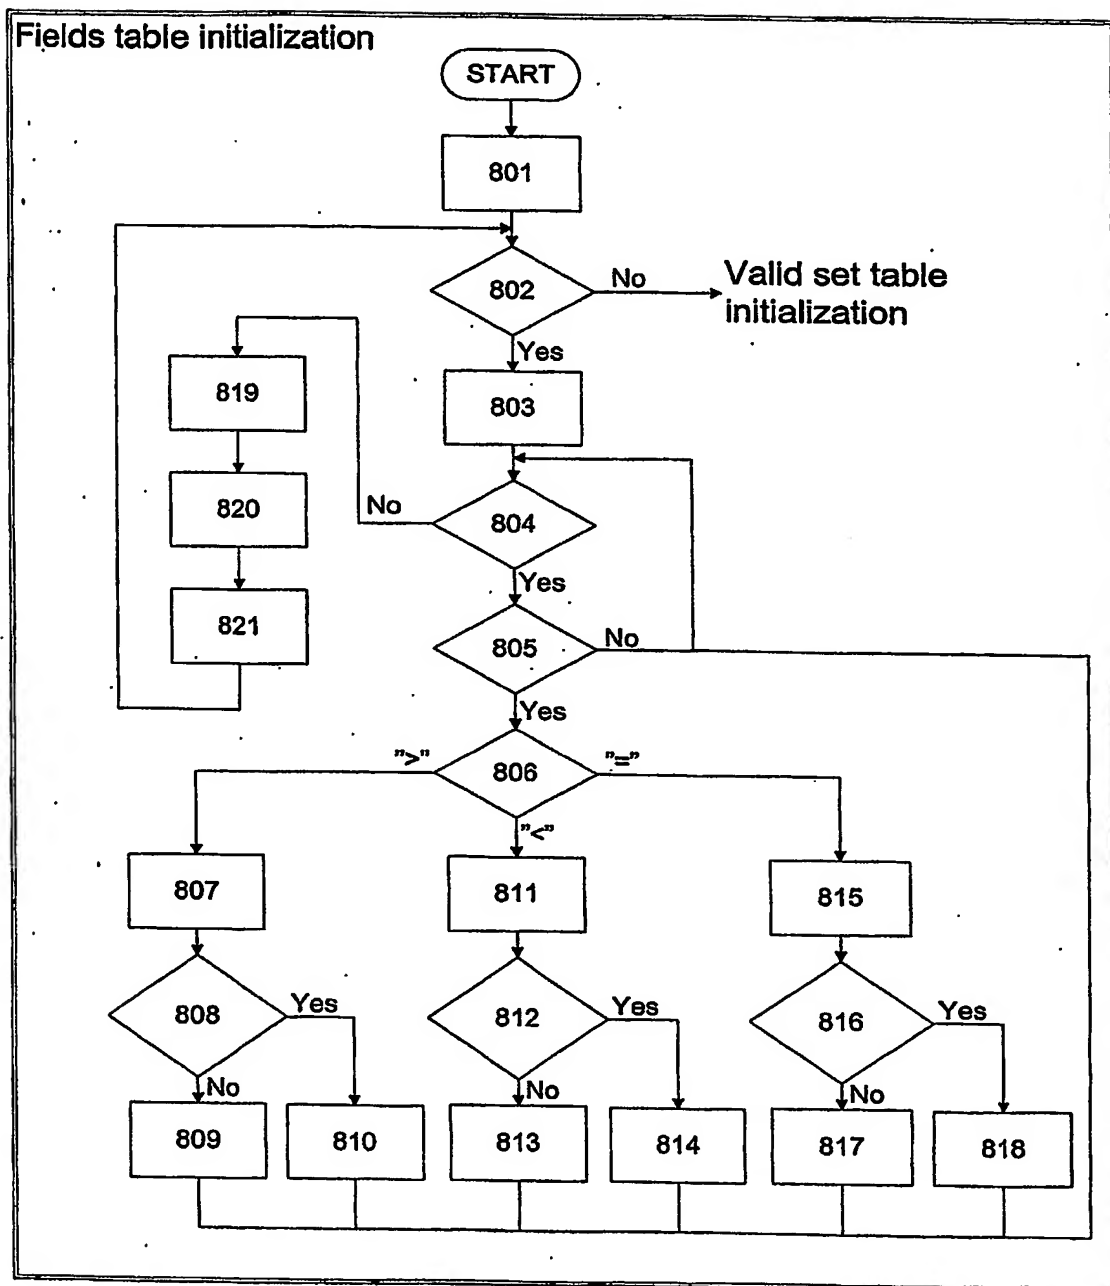 Fields table initialization
START
801
802
No
Valid set table
initialization
Yes
803
819
804
No
820
Yes
821
805
No
Yes
806
">"
"="
"<"
807
811
815
808
Yes
812
Yes
816
Yes
No
No
No
809
810
813
814
817
818